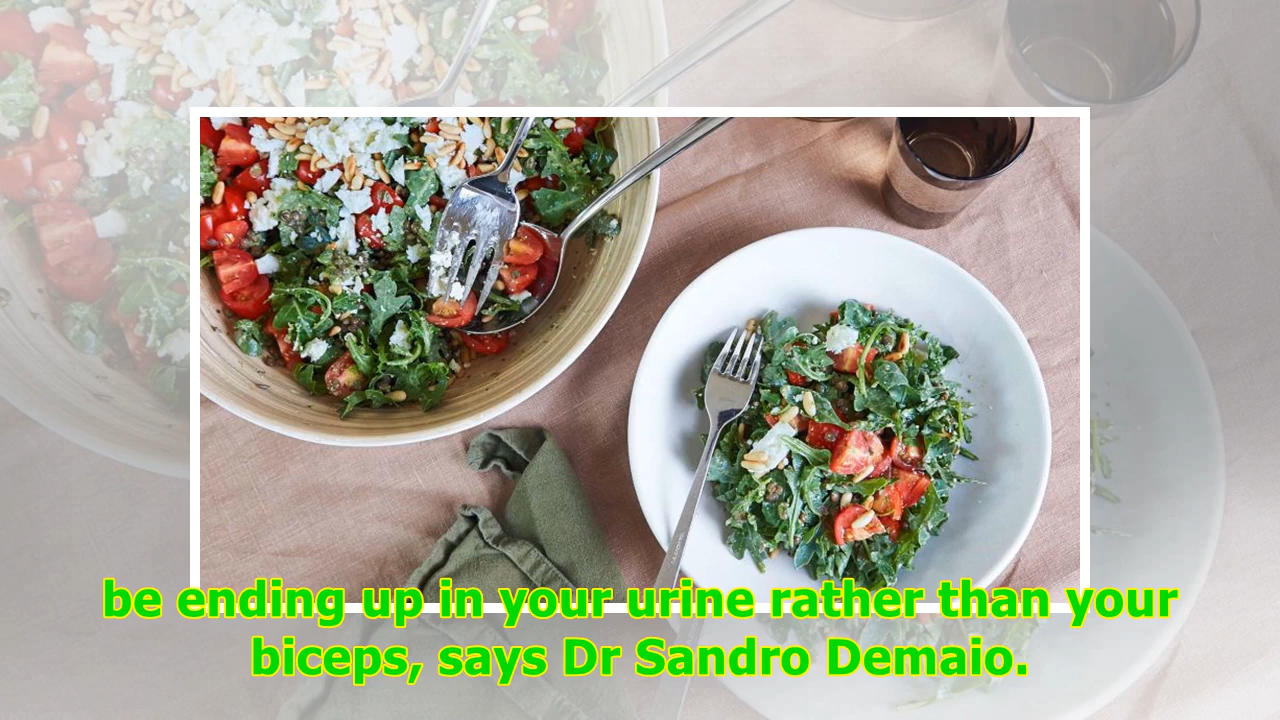 be ending up in your urine rather than your
biceps, says Dr Sandro Demaio.